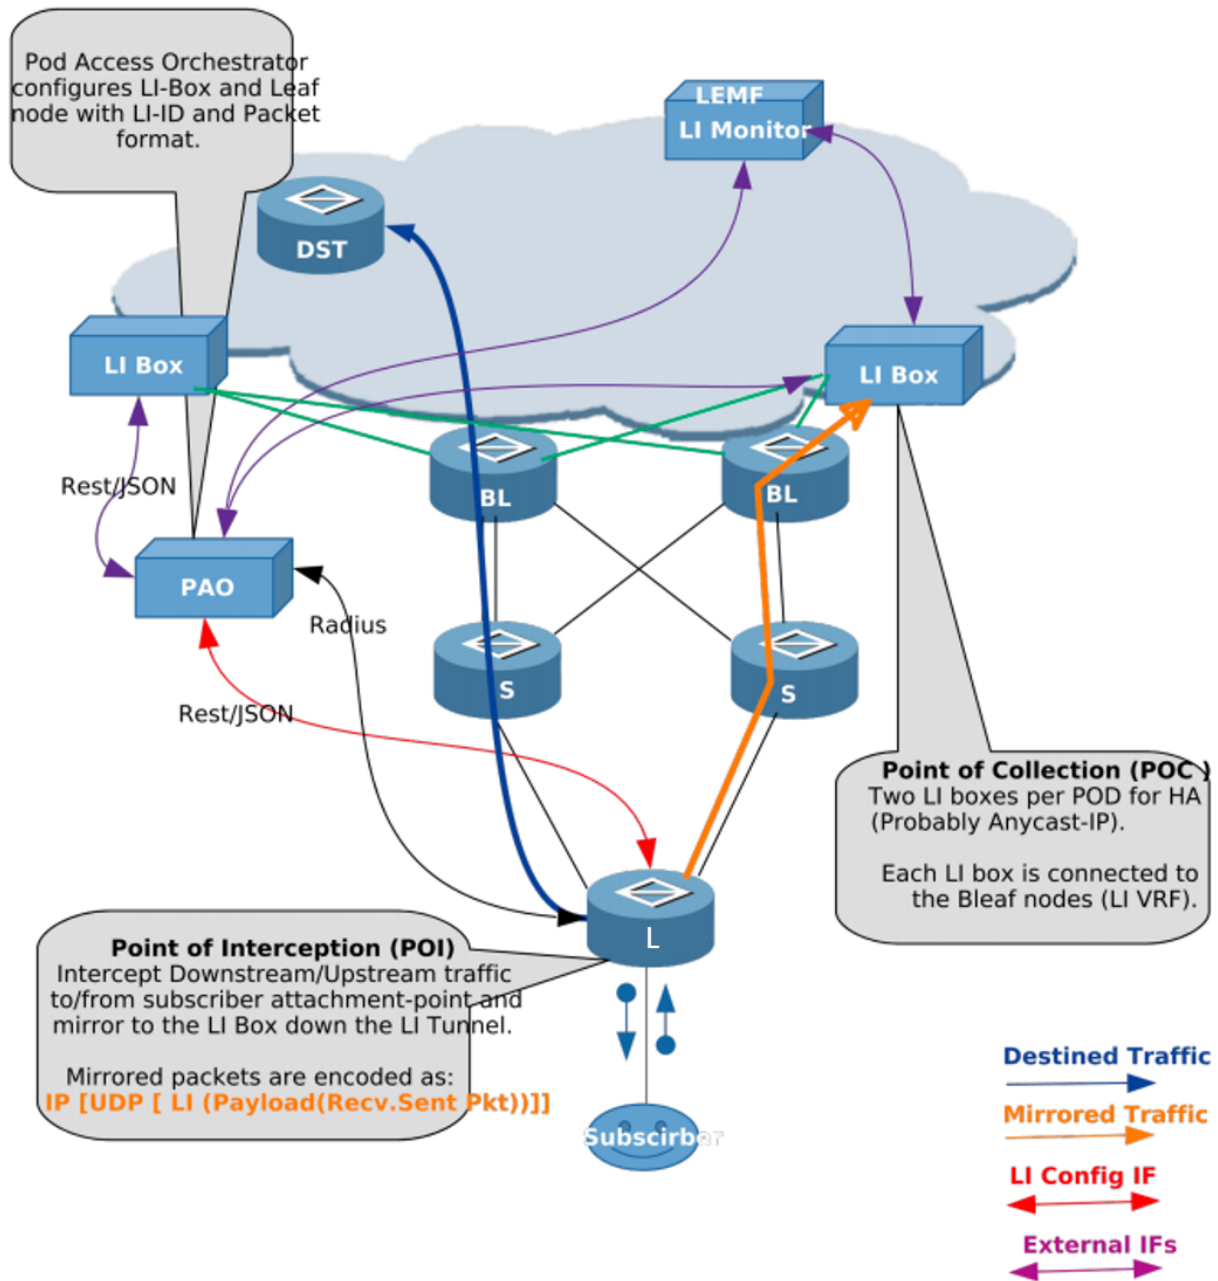 Pod Access Orchestrator
configures LI-Box and Leaf
node with LI-ID and Packet
format.
LEMF
LI Monitor
DST
LI Box
LI Box
Rest/JSON
BL
BL
PAO
Radius
S
S
Rest/JSON
Point of Collection (POC )
Two LI boxes per POD for HA
(Probably Anycast-IP).
Each LI box is connected to
the Bleaf nodes (LI VRF).
L
Point of Interception (POI)
Intercept Downstream/Upstream traffic
to/from subscriber attachment-point and
mirror to the LI Box down the LI Tunnel.
Mirrored packets are encoded as:
IP [UDP [ LI (Payload(Recv.Sent Pkt))]]
Subscirber
Destined Traffic
Mirrored Traffic
LI Config IF
External IFs